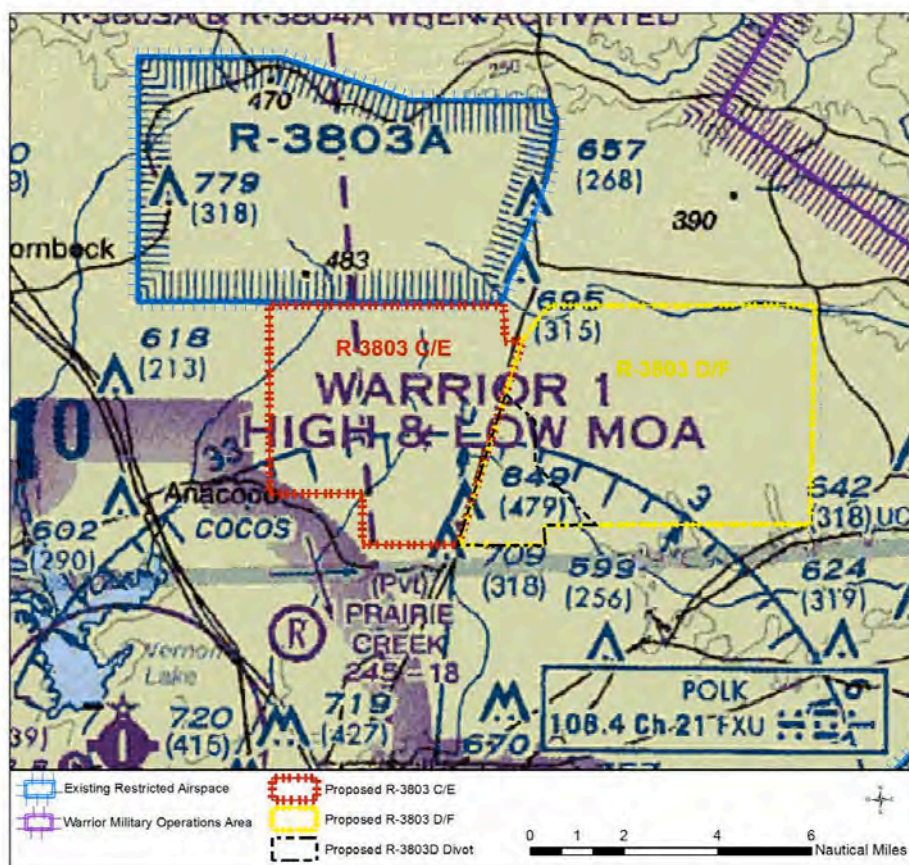 R-3803A & R-3804A WHEN ACTIVATED
250
470
R-3803A
657
(268)
779
(318)
390
ornbeck
483
695
(315)
618
(213)
R-3803 C/E
R-3803 D/F
WARRIOR 1
HIGH & LOW MOA
10
33
3
849
(479)
642
(318)
Anacoco
COCOS
602
(290)
709
(318)
599
(256)
624
(319)
(Pvt)
PRAIRIE
CREEK
245 - 18
R
Vernon
Lake
POLK
108.4 Ch 21 FXU
720
(415)
719
(427)
670
Existing Restricted Airspace
Warrior Military Operations Area
Proposed R-3803 C/E
Proposed R-3803 D/F
Proposed R-3803D Divot
0 1 2 4 6
Nautical Miles